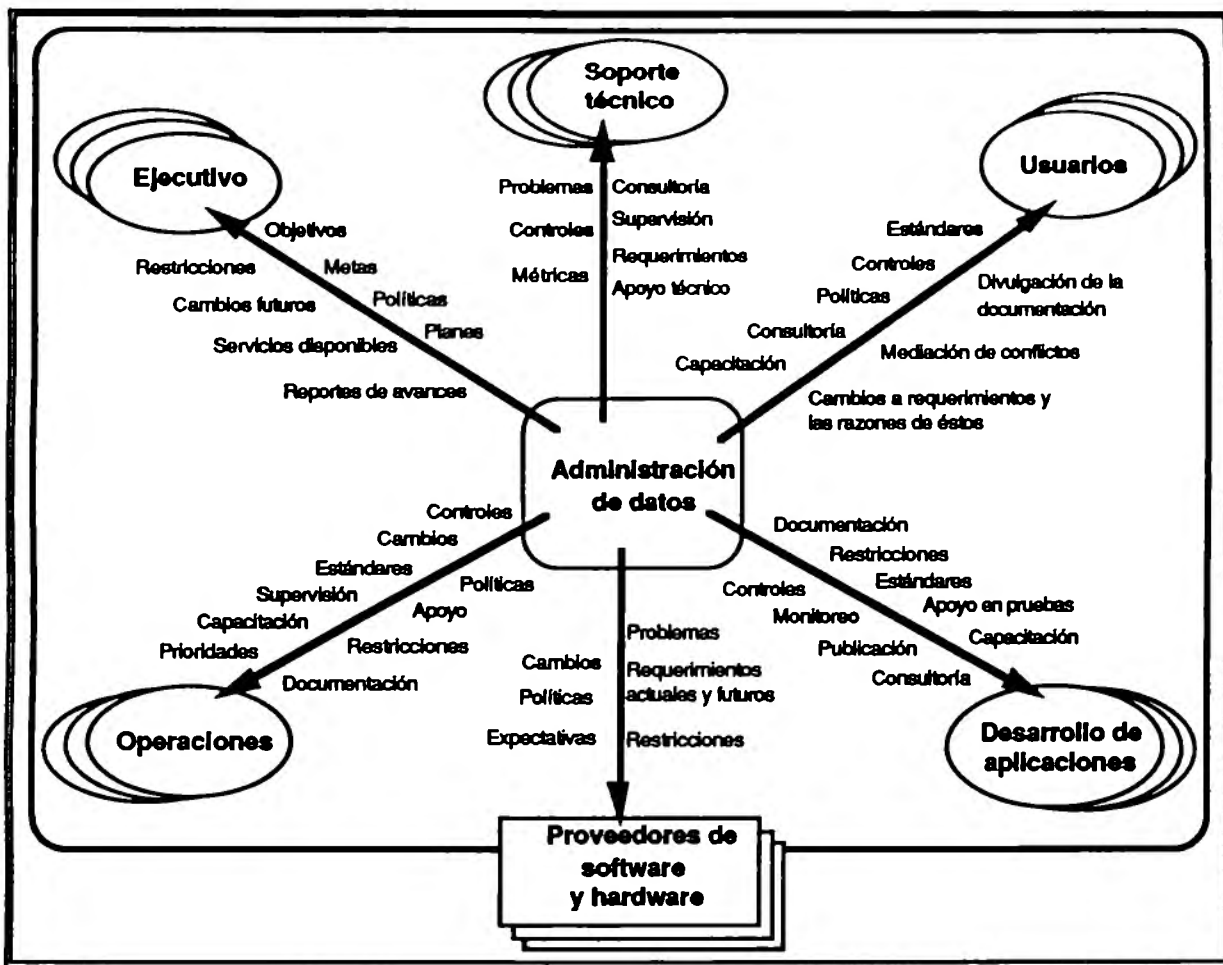 Soporte
técnico
Ejecutivo
Usuarios
Problemas
Consultoría
Controles
Supervisión
Métricas
Requerimientos
Apoyo técnico
Objetivos
Restricciones
Metas
Cambios futuros
Políticas
Servicios disponibles
Planes
Reportes de avances
Estándares
Controles
Políticas
Divulgación de la
documentación
Consultoría
Capacitación
Mediación de conflictos
Cambios a requerimientos y
las razones de éstos
Administración
de datos
Controles
Cambios
Estándares
Supervisión
Políticas
Capacitación
Apoyo
Prioridades
Restricciones
Documentación
Problemas
Cambios
Requerimientos
actuales y futuros
Políticas
Expectativas
Restricciones
Documentación
Restricciones
Controles
Estándares
Monitoreo
Apoyo en pruebas
Publicación
Capacitación
Consultoría
Operaciones
Desarrollo de
aplicaciones
Proveedores de
software
y hardware